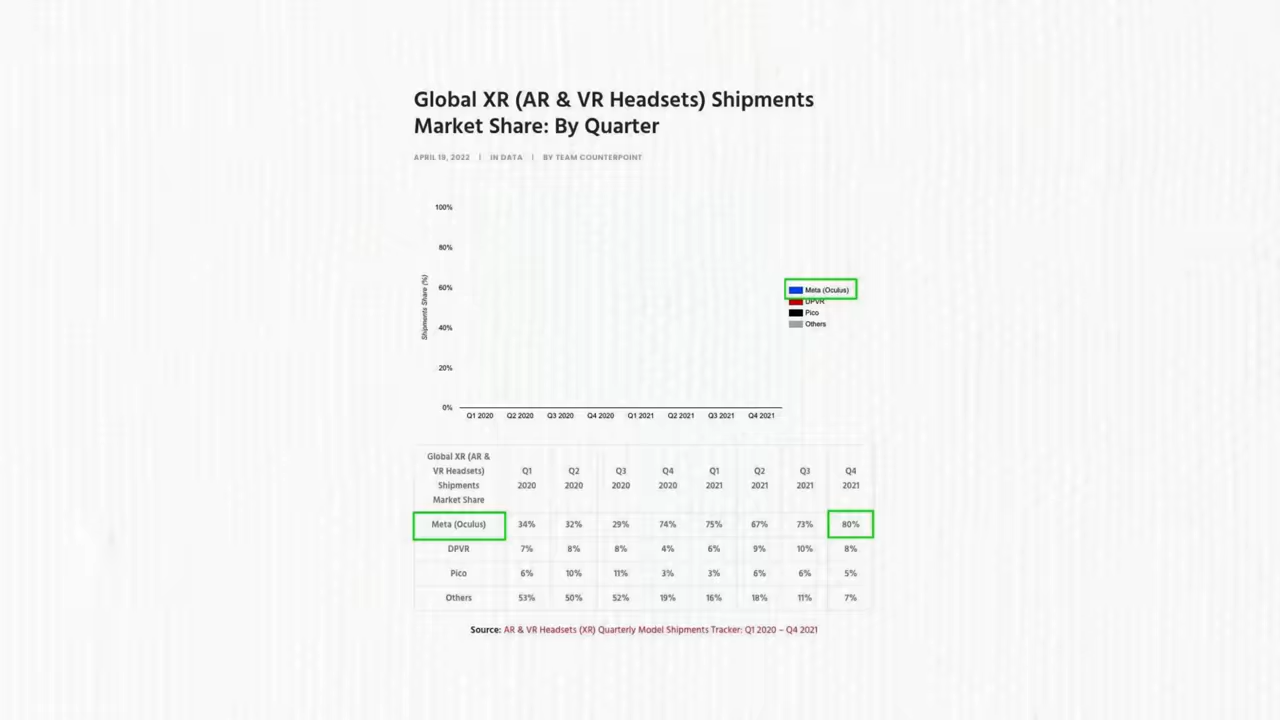 Global XR (AR & VR Headsets) Shipments
Market Share: By Quarter
APRIL 19, 2022 | IN DATA | BY TEAM COUNTERPOINT
100%
80%
60%
40%
20%
0%
Shipments Share (%)
Q1 2020 Q2 2020 Q3 2020 Q4 2020 Q1 2021 Q2 2021 Q3 2021 Q4 2021
Meta (Oculus)
DPVR
Pico
Others
Global XR (AR &
VR Headsets) Q1 Q2 Q3 Q4 Q1 Q2 Q3 Q4
Shipments 2020 2020 2020 2020 2021 2021 2021 2021
Market Share
Meta (Oculus) 34% 32% 29% 74% 75% 67% 73% 80%
DPVR 7% 8% 8% 4% 6% 9% 10% 8%
Pico 6% 10% 11% 3% 3% 6% 6% 5%
Others 53% 50% 52% 19% 16% 18% 11% 7%
Source: AR & VR Headsets (XR) Quarterly Model Shipments Tracker: Q1 2020 – Q4 2021